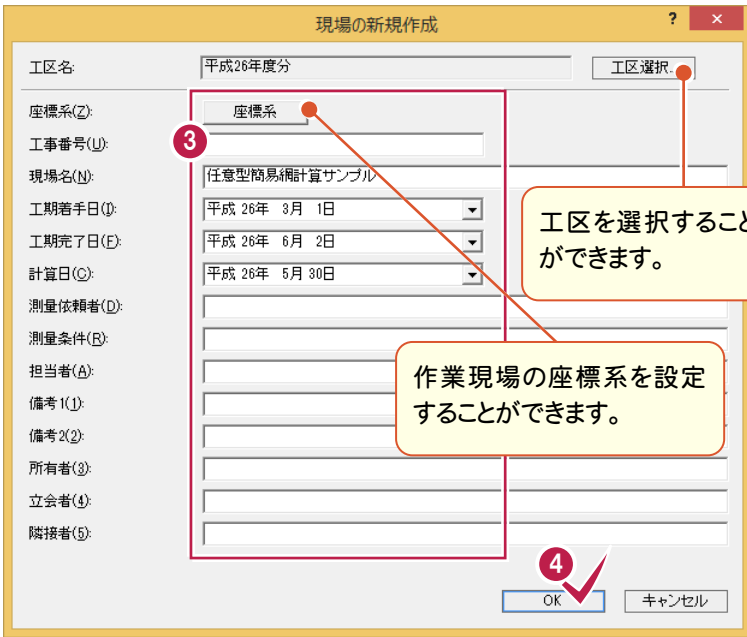 現場の新規作成
? ×
工区名: 平成26年度分 工区選択...
座標系(Z): 座標系
3
工事番号(U):
現場名(N): 任意型簡易網計算サンプル
工期着手日(I): 平成 26年 3月 1日
工期完了日(F): 平成 26年 6月 2日
計算日(C): 平成 26年 5月 30日
工区を選択すること
ができます。
測量依頼者(D):
測量条件(R):
担当者(A):
作業現場の座標系を設定
することができます。
備考1(1):
備考2(2):
所有者(3):
立会者(4):
隣接者(5):
4
OK キャンセル